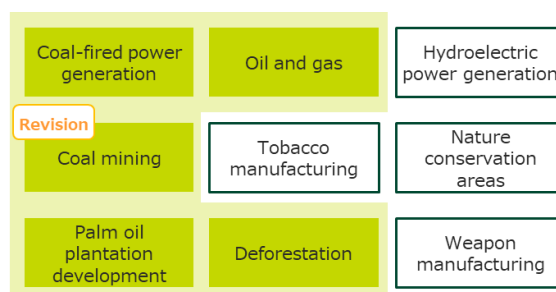 Coal-fired power
generation
Oil and gas
Hydroelectric
power generation
Revision
Coal mining
Tobacco
manufacturing
Nature
conservation
areas
Palm oil
plantation
development
Deforestation
Weapon
manufacturing